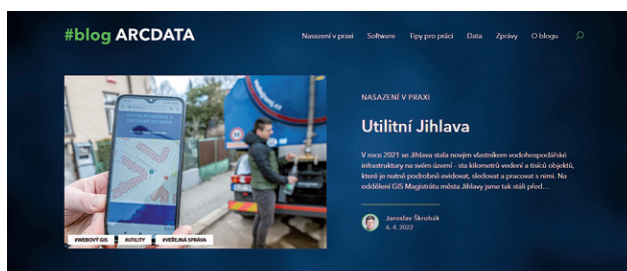 #blog ARCDATA
Nasazení v praxi Software Tipy pro práci Data Zprávy O blogu
NASAZENÍ V PRAXI
Utilitní Jihlava
V roce 2021 se Jihlava stala novým vlastníkem vodohospodářské
infrastruktury na svém území - sta kilometrů vedení a tisíců objektů,
které je nutné podrobně evidovat, sledovat a pracovat s nimi. Na
oddělení GIS Magistrátu města Jihlavy jsme tak stáli před...
Jaroslav Škrobák
6. 4. 2022
#WEBOVÝ GIS #UTILITY #VEŘEJNÁ SPRÁVA